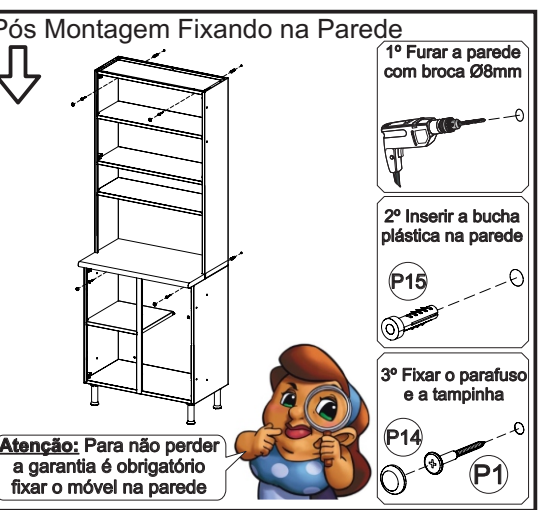 Pós Montagem Fixando na Parede
1º Furar a parede
com broca Ø8mm
2º Inserir a bucha
plástica na parede
P15
3º Fixar o parafuso
e a tampinha
P14
P1
Atenção: Para não perder
a garantia é obrigatório
fixar o móvel na parede